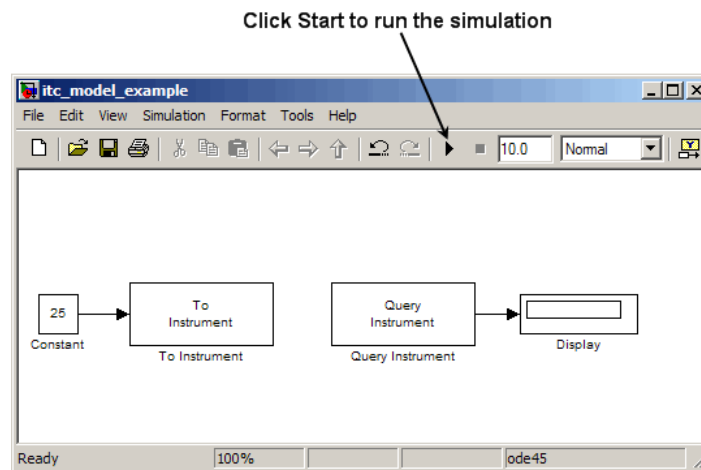 Click Start to run the simulation
itc_model_example
File Edit View Simulation Format Tools Help
10.0 Normal
25
To
Instrument
Query
Instrument
Constant
To Instrument
Query Instrument
Display
Ready 100% ode45